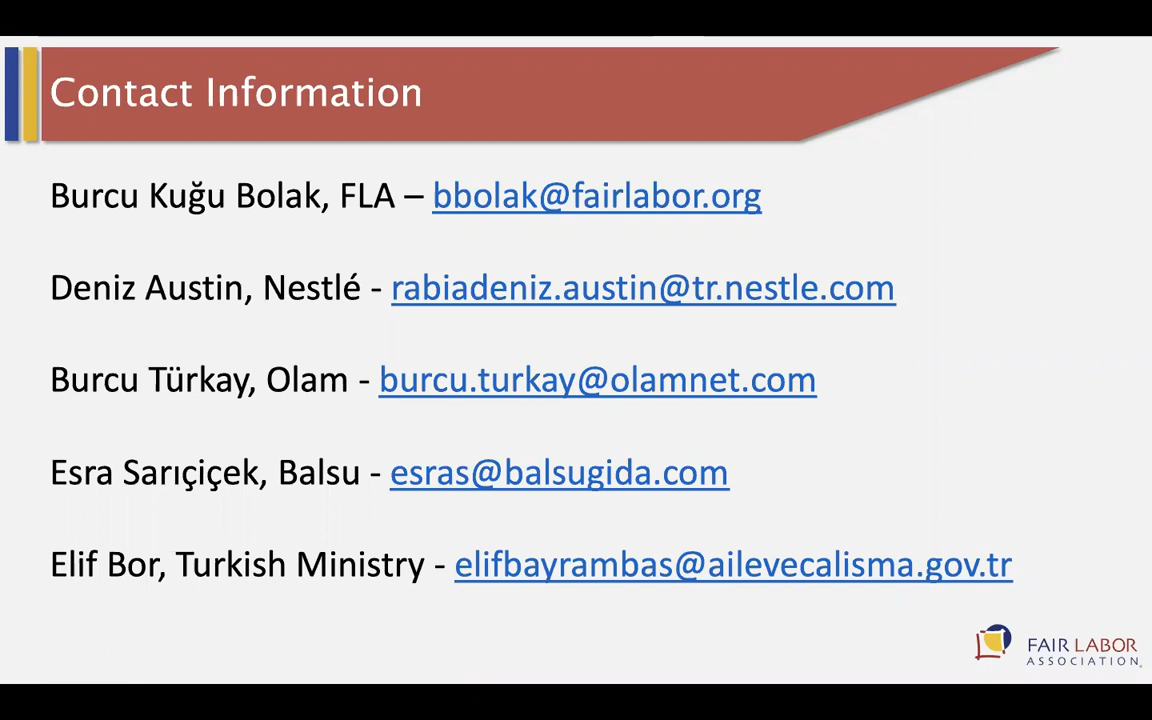 Contact Information
Burcu Kuğu Bolak, FLA – bbolak@fairlabor.org
Deniz Austin, Nestlé - rabiadeniz.austin@tr.nestle.com
Burcu Türkay, Olam - burcu.turkay@olamnet.com
Esra Sarıçiçek, Balsu - esras@balsugida.com
Elif Bor, Turkish Ministry - elifbayrambas@ailevecalisma.gov.tr
FAIR LABOR
ASSOCIATION